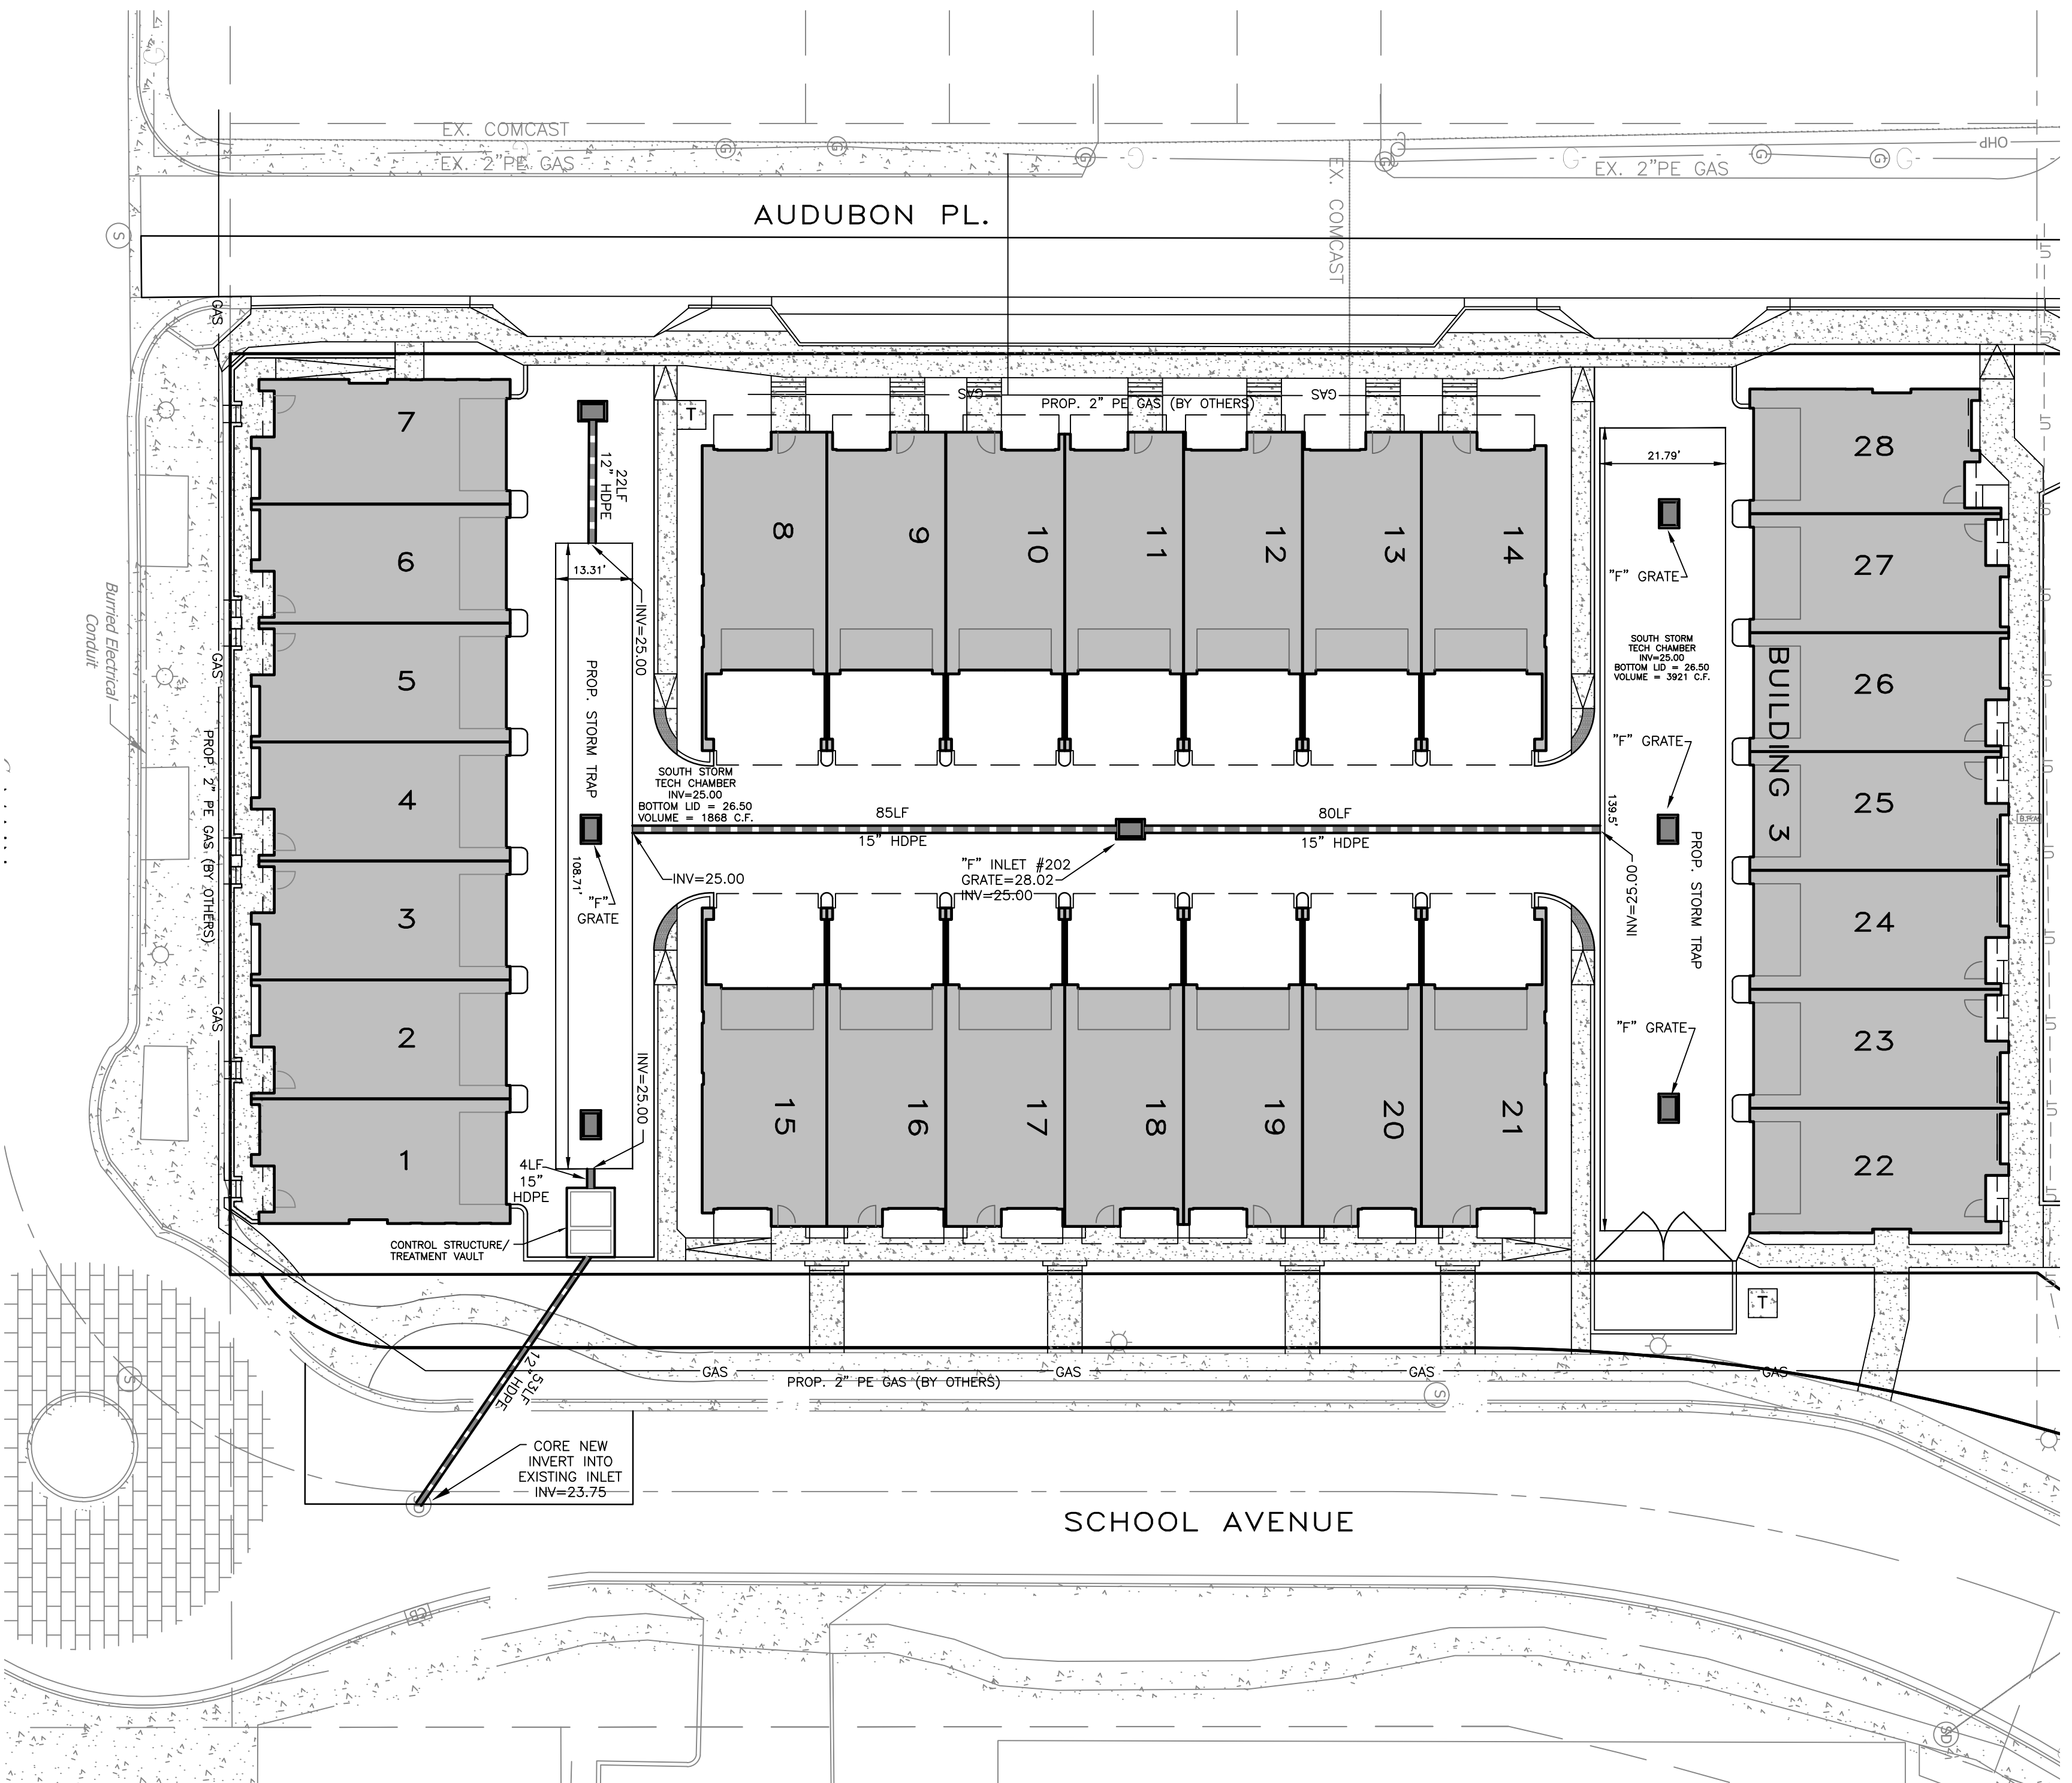 EX. COMCAST
EX. 2"PE GAS
G
G
G
G
G
G
G
G
G
OHP
EX. 2"PE GAS
EX. COMCAST
AUDUBON PL.
S
UT
GAS
GAS
GAS
PROP. 2" PE GAS (BY OTHERS)
T
7
6
5
4
3
2
1
22LF
12" HDPE
13.31'
INV=25.00
PROP. STORM TRAP
8
9
10
11
12
13
14
21.79'
"F" GRATE
SOUTH STORM
TECH CHAMBER
INV=25.00
BOTTOM LID = 26.50
VOLUME = 3921 C.F.
"F" GRATE
139.5'
PROP. STORM TRAP
INV=25.00
"F" GRATE
BUILDING 3
28
27
26
25
24
23
22
Burried Electrical
Conduit
GAS
PROP. 2" PE GAS (BY OTHERS)
GAS
SOUTH STORM
TECH CHAMBER
INV=25.00
BOTTOM LID = 26.50
VOLUME = 1868 C.F.
85LF
15" HDPE
80LF
15" HDPE
INV=25.00
"F" INLET #202
GRATE=28.02
INV=25.00
108.71'
"F"
GRATE
INV=25.00
15
16
17
18
19
20
21
4LF
15"
HDPE
CONTROL STRUCTURE/
TREATMENT VAULT
T
53LF
12" HDPE
GAS
GAS
GAS
GAS
PROP. 2" PE GAS (BY OTHERS)
S
S
CORE NEW
INVERT INTO
EXISTING INLET
INV=23.75
SCHOOL AVENUE
CB
SD